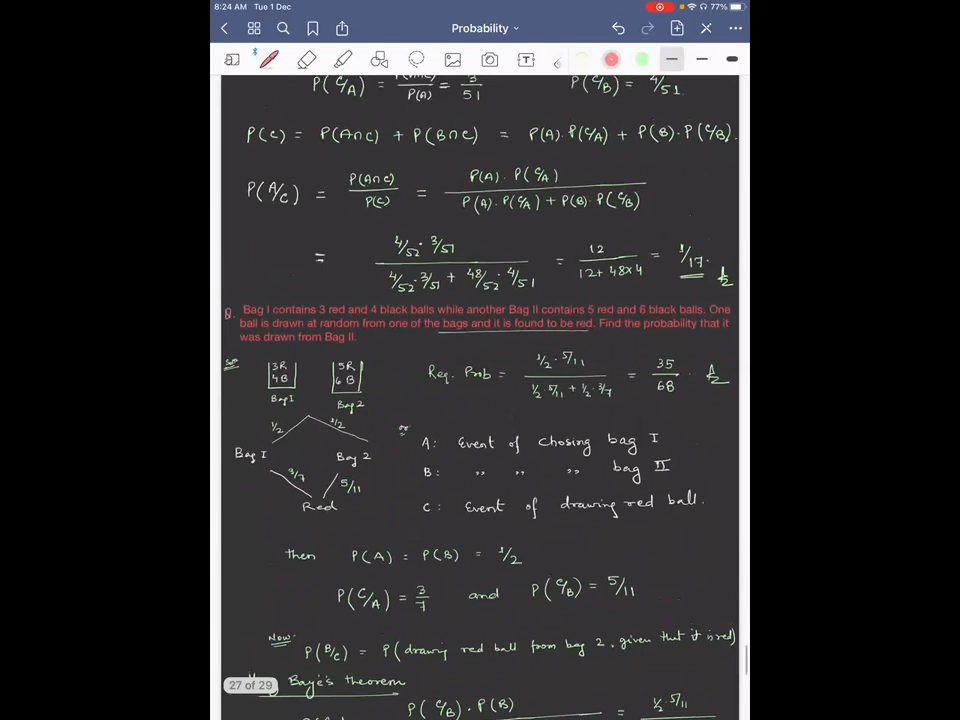 8:24 AM Tue 1 Dec
77%
Probability
P(C/A) = P(A∩C)/P(A) = 3/51
P(C/B) = 4/51.
P(C) = P(A∩C) + P(B∩C) = P(A). P(C/A) + P(B). P(C/B).
P(A/C) = P(A∩C)/P(C) = P(A). P(C/A) / P(A). P(C/A) + P(B). P(C/B)
= 4/52 . 3/51 / 4/52 . 3/51 + 48/52 . 4/51 = 12 / 12 + 48x4 = 1/17.
Q. Bag I contains 3 red and 4 black balls while another Bag II contains 5 red and 6 black balls. One
ball is drawn at random from one of the bags and it is found to be red. Find the probability that it
was drawn from Bag II.
3R
4B
Bag 1
5R
6B
Bag 2
Req. Prob = 1/2 . 5/11 / 1/2 . 5/11 + 1/2 . 3/7 = 35/68 .
1/2
1/2
Bag I
Bag 2
3/7
5/11
Red
or
A: Event of chosing bag I
B: " " " bag II
C: Event of drawing red ball.
then P(A) = P(B) = 1/2
P(C/A) = 3/7 and P(C/B) = 5/11
Now: P(B/C) = P(drawing red ball from bag 2, given that it is red)
27 of 29
Baye's theorem
P(C/B) . P(B)
= 1/2 . 5/11